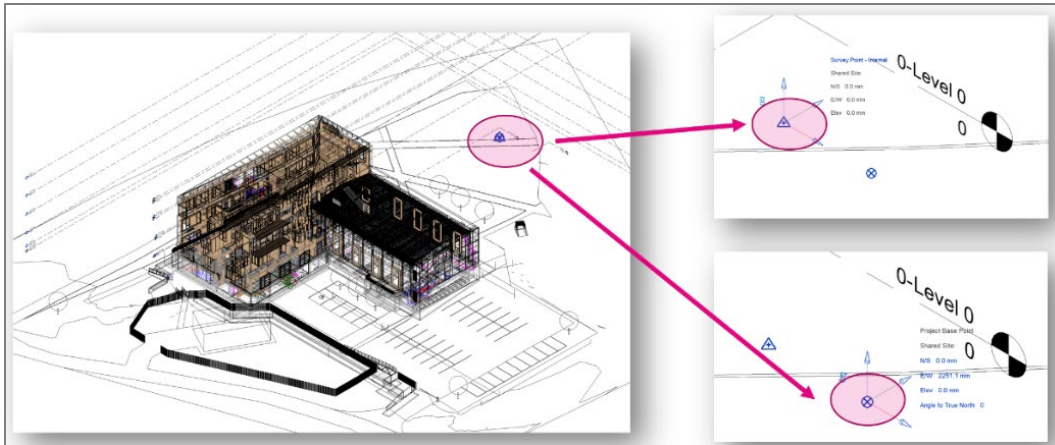 Survey Point - Internal
Shared Site:
N/S 0.0 mm
E/W 0.0 mm
Elev 0.0 mm
0-Level 0
0
0-Level 0
0
Project Base Point
Shared Site:
N/S 0.0 mm
E/W 2291.1 mm
Elev 0.0 mm
Angle to True North 0